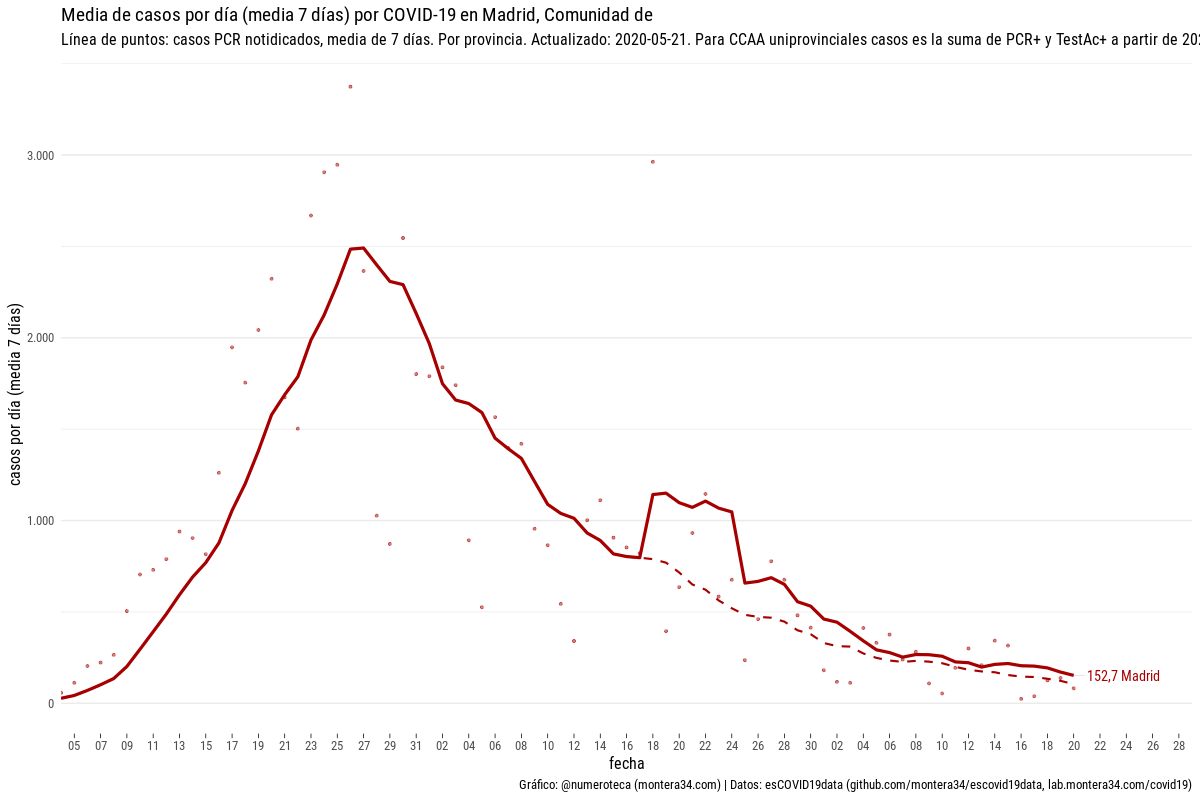 Media de casos por día (media 7 días) por COVID-19 en Madrid, Comunidad de
Línea de puntos: casos PCR notidicados, media de 7 días. Por provincia. Actualizado: 2020-05-21. Para CCAA uniprovinciales casos es la suma de PCR+ y TestAc+ a partir de
casos por día (media 7 días)
3.000
2.000
1.000
0
152,7 Madrid
05 07 09 11 13 15 17 19 21 23 25 27 29 31 02 04 06 08 10 12 14 16 18 20 22 24 26 28 30 02 04 06 08 10 12 14 16 18 20 22 24 26 28
fecha
Gráfico: @numeroteca (montera34.com) | Datos: esCOVID19data (github.com/montera34/escovid19data, lab.montera34.com/covid19)